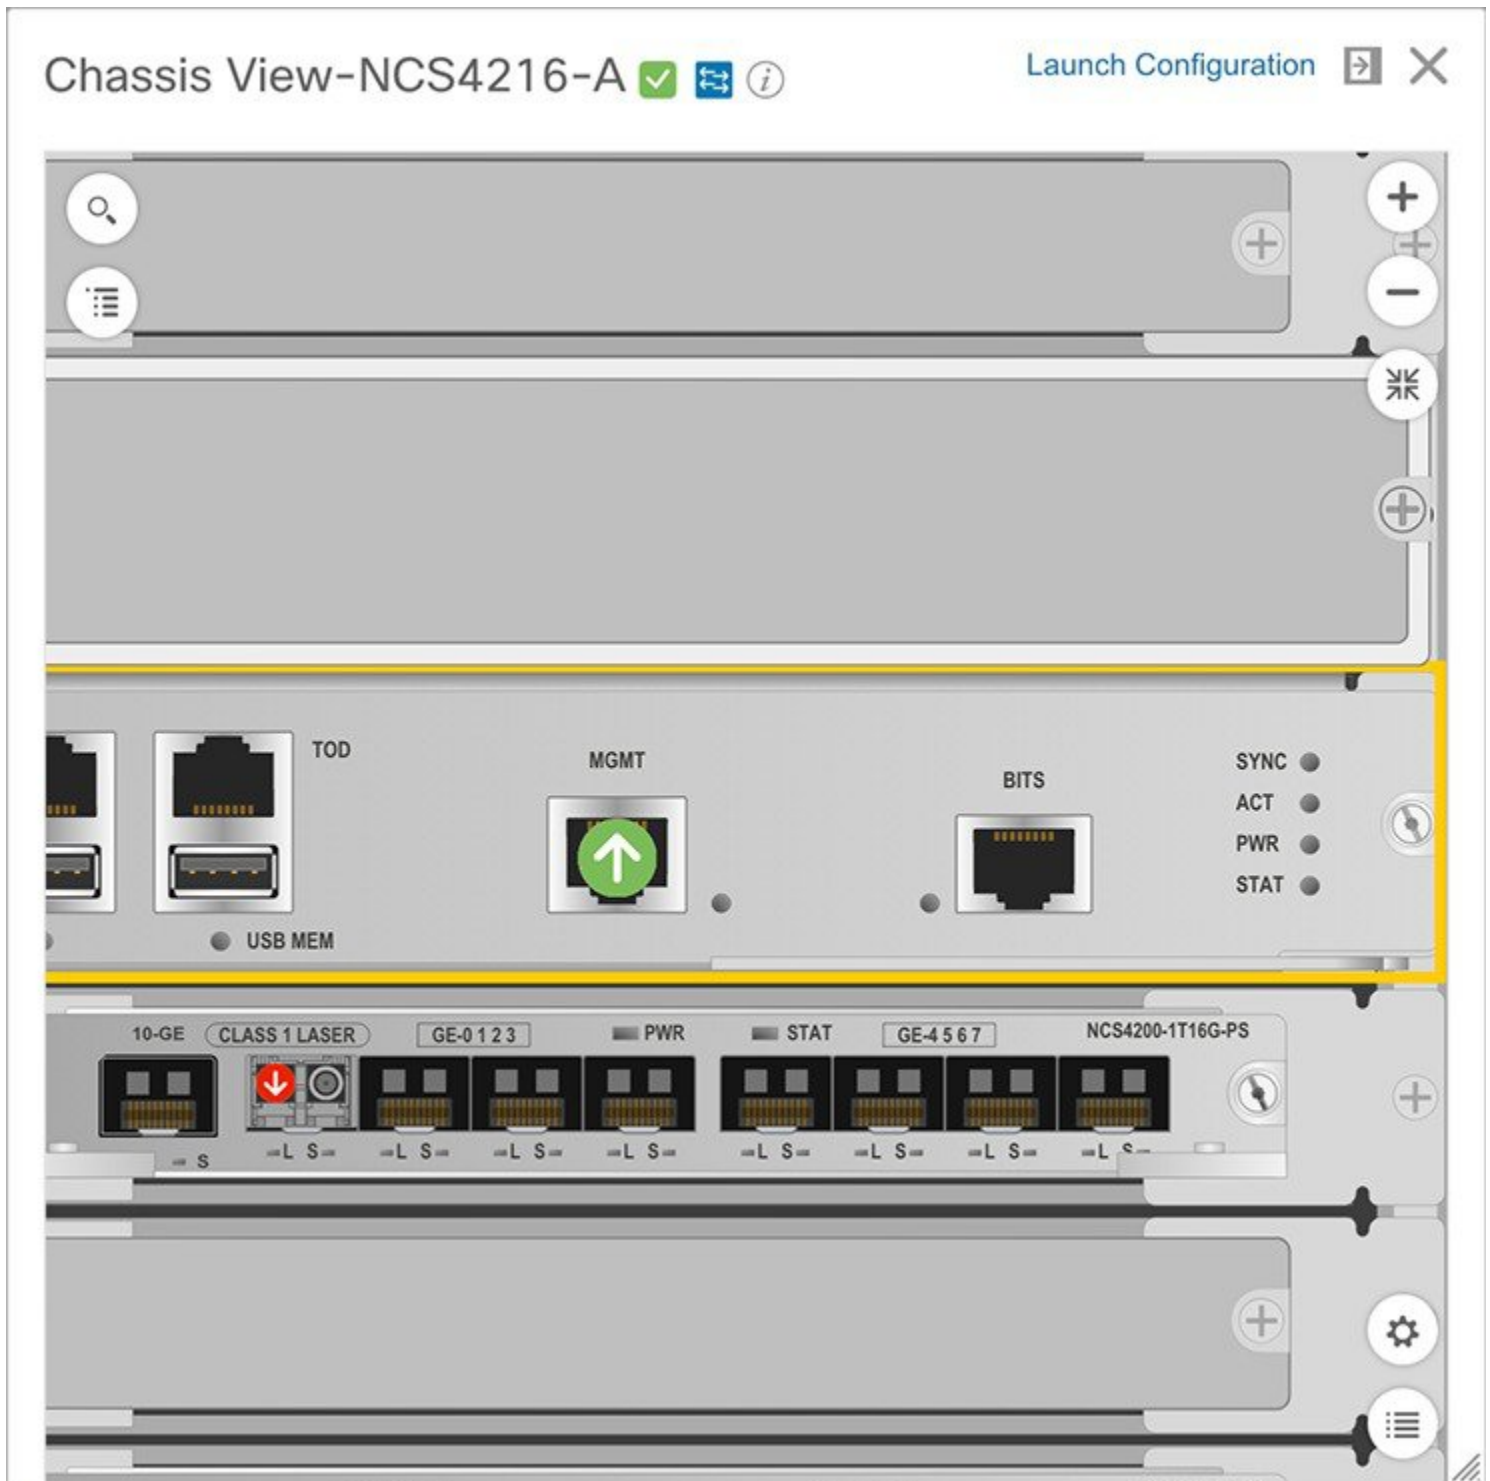 Chassis View-NCS4216-A
Launch Configuration
TOD
MGMT
BITS
SYNC
ACT
PWR
STAT
USB MEM
10-GE CLASS 1 LASER GE-0 1 2 3 PWR STAT GE-4 5 6 7 NCS4200-1T16G-PS
S L S L S L S L S L S L S L S L S